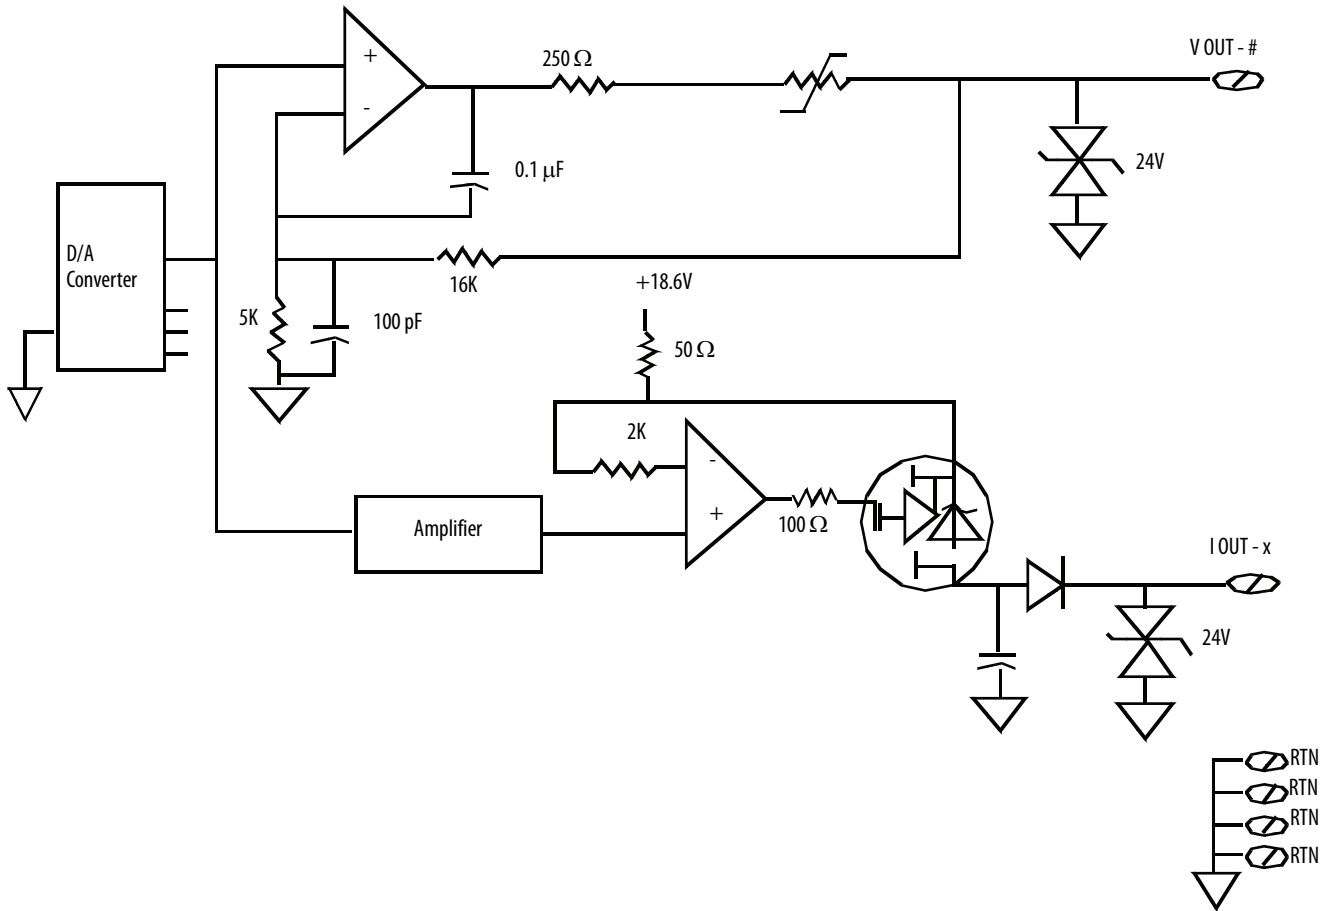 V OUT - #
250 Ω
+
-
0.1 μF
24V
D/A
Converter
16K
+18.6V
5K
100 pF
50 Ω
2K
-
+
100 Ω
Amplifier
I OUT - x
24V
RTN
RTN
RTN
RTN